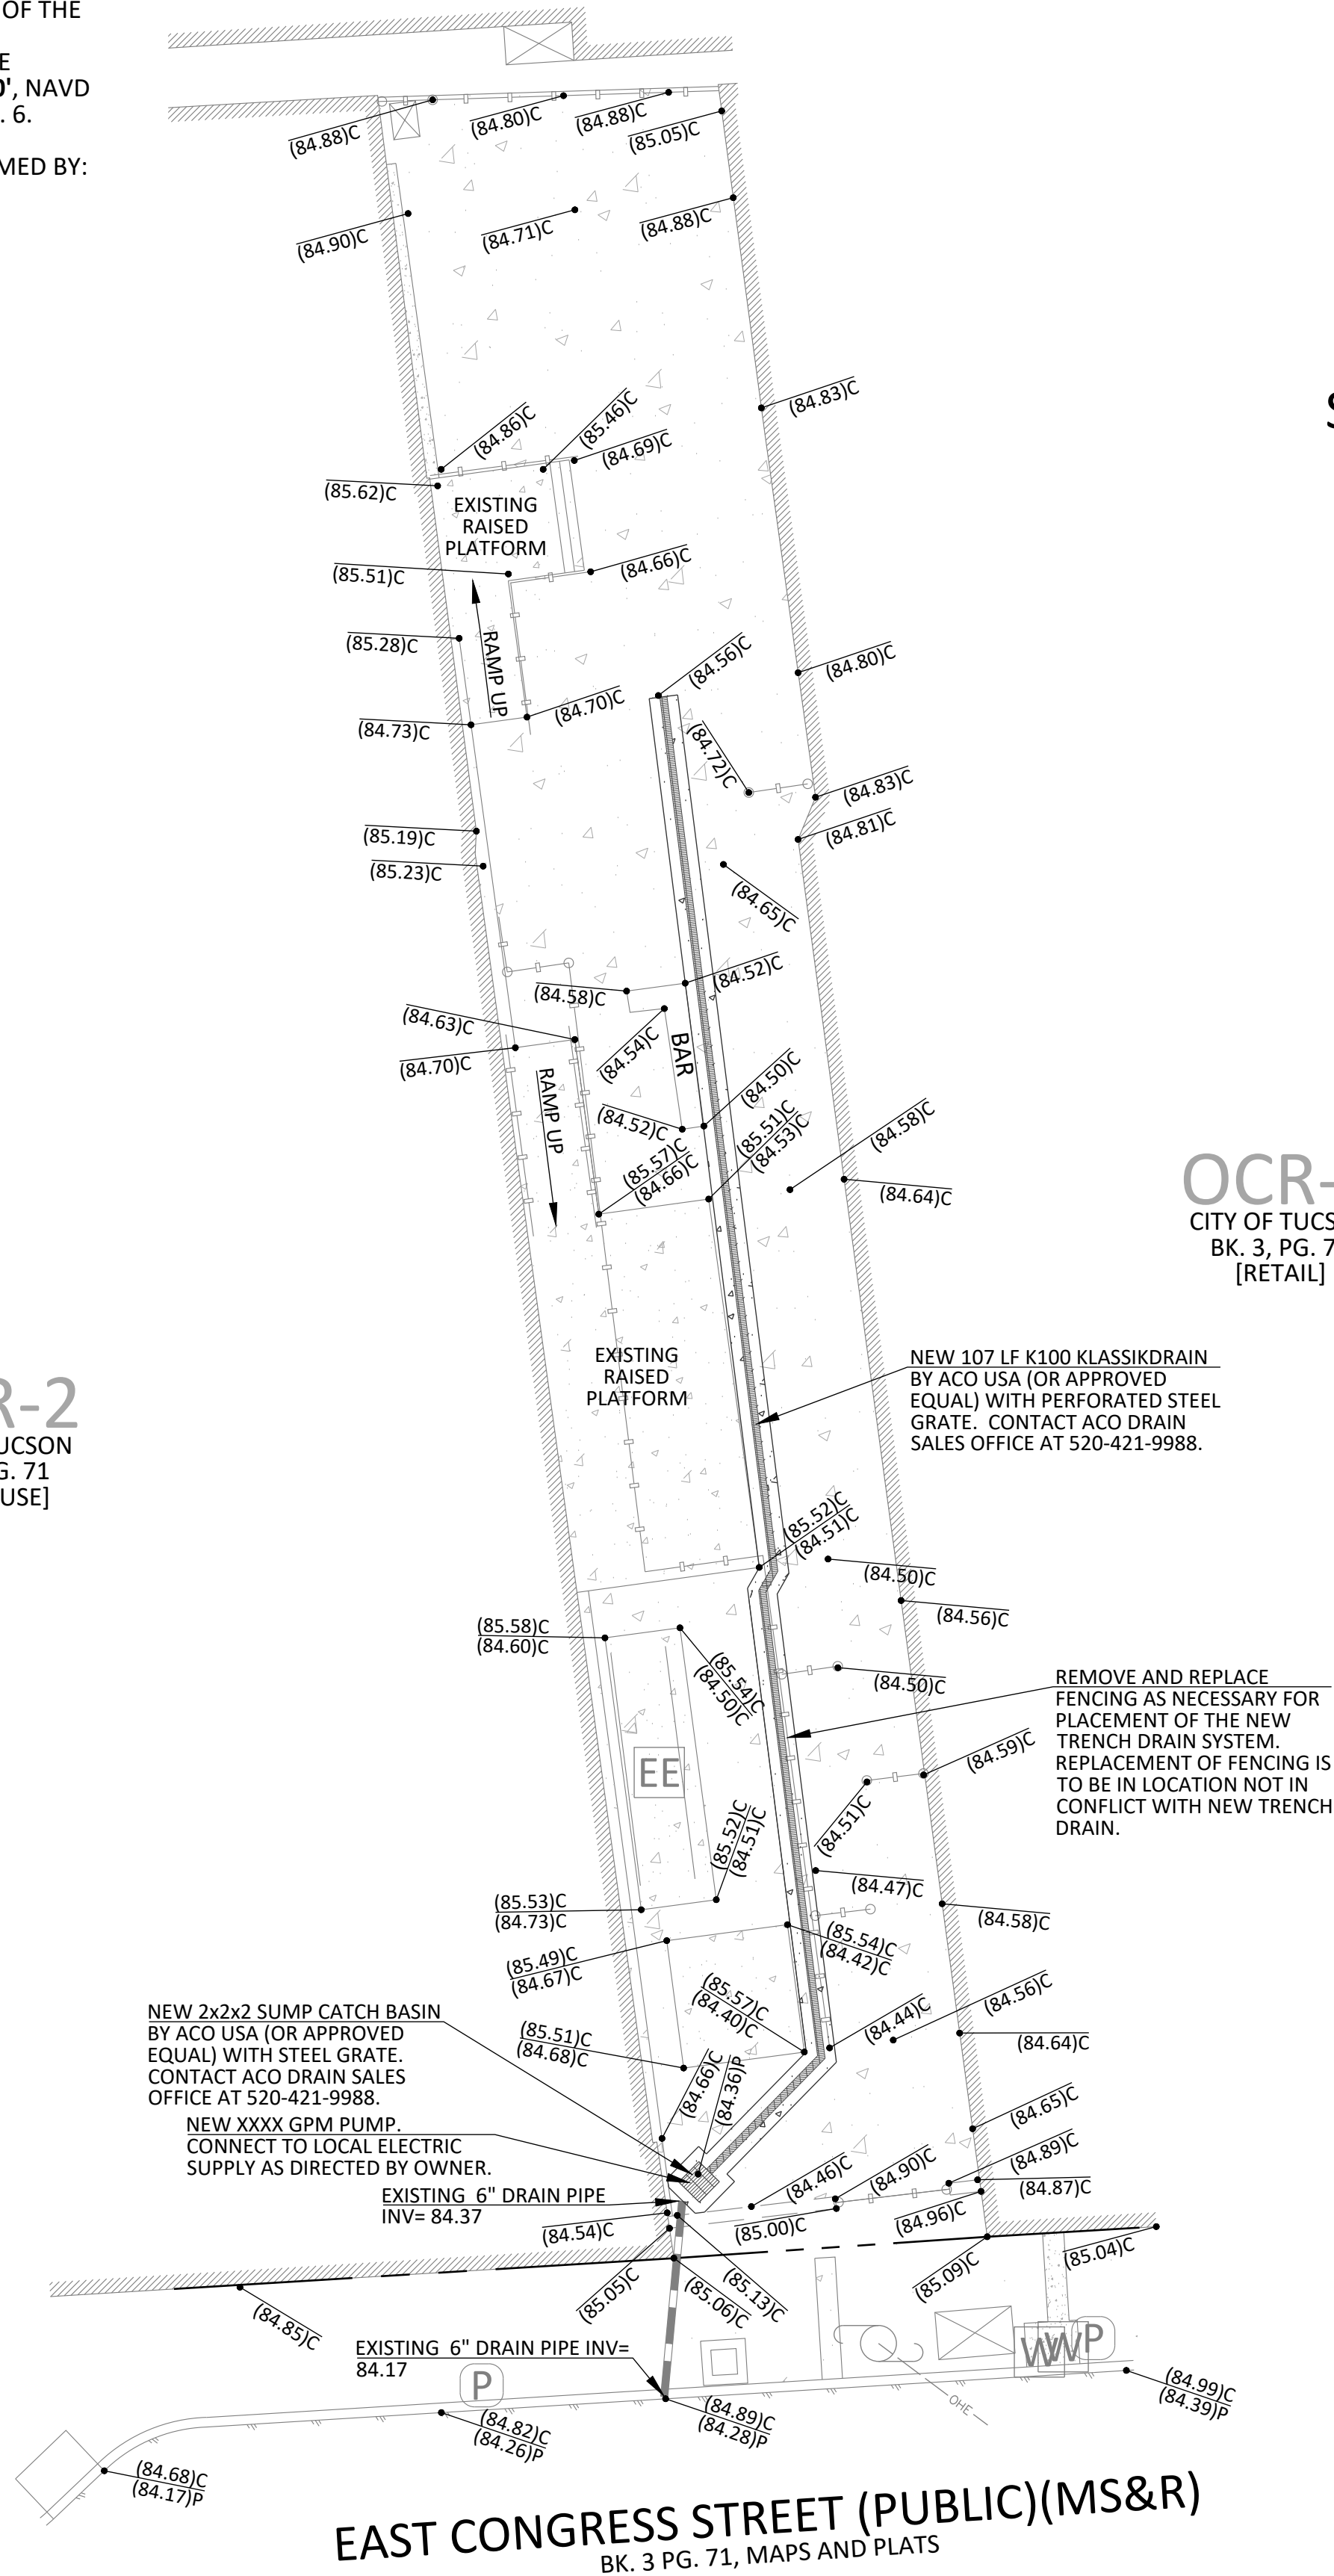 OF THE
E
0', NAVD
. 6.
MED BY:
(84.88)C
(84.80)C
(84.88)C
(85.05)C
(84.90)C
(84.71)C
(84.88)C
(84.83)C
(84.86)C
(85.46)C
(84.69)C
(85.62)C
EXISTING
RAISED
PLATFORM
(85.51)C
(84.66)C
(85.28)C
RAMP UP
(84.56)C
(84.80)C
(84.73)C
(84.70)C
(84.72)C
(84.83)C
(84.81)C
(85.19)C
(85.23)C
(84.65)C
(84.58)C
(84.52)C
(84.63)C
(84.70)C
(84.54)C
BAR
RAMP UP
(84.50)C
(84.52)C
(85.51)C
(84.53)C
(84.58)C
(85.57)C
(84.66)C
(84.64)C
S
OCR-
CITY OF TUCS
BK. 3, PG. 7
[RETAIL]
EXISTING
RAISED
PLATFORM
NEW 107 LF K100 KLASSIKDRAIN
BY ACO USA (OR APPROVED
EQUAL) WITH PERFORATED STEEL
GRATE. CONTACT ACO DRAIN
SALES OFFICE AT 520-421-9988.
R-2
UCSON
G. 71
USE]
(85.52)C
(84.51)C
(84.50)C
(84.56)C
(85.58)C
(84.60)C
(85.54)C
(84.50)C
(84.50)C
REMOVE AND REPLACE
FENCING AS NECESSARY FOR
PLACEMENT OF THE NEW
TRENCH DRAIN SYSTEM.
REPLACEMENT OF FENCING IS
TO BE IN LOCATION NOT IN
CONFLICT WITH NEW TRENCH
DRAIN.
EE
(84.59)C
(84.51)C
(85.52)C
(84.51)C
(84.47)C
(85.53)C
(84.73)C
(84.58)C
(85.54)C
(84.42)C
(85.49)C
(84.67)C
(85.57)C
(84.40)C
(84.56)C
(84.44)C
(84.64)C
NEW 2x2x2 SUMP CATCH BASIN
BY ACO USA (OR APPROVED
EQUAL) WITH STEEL GRATE.
CONTACT ACO DRAIN SALES
OFFICE AT 520-421-9988.
(85.51)C
(84.68)C
(84.66)C
(84.36)P
NEW XXXX GPM PUMP.
CONNECT TO LOCAL ELECTRIC
SUPPLY AS DIRECTED BY OWNER.
(84.65)C
(84.46)C
(84.90)C
(84.89)C
(84.87)C
EXISTING 6" DRAIN PIPE
INV= 84.37
(84.54)C
(85.00)C
(84.96)C
(85.05)C
(85.06)C
(85.13)C
(85.09)C
(85.04)C
(84.85)C
EXISTING 6" DRAIN PIPE INV=
84.17
P
W
W
P
OHE
(84.82)C
(84.26)P
(84.89)C
(84.28)P
(84.99)C
(84.39)P
(84.68)C
(84.17)P
EAST CONGRESS STREET (PUBLIC)(MS&R)
BK. 3 PG. 71, MAPS AND PLATS